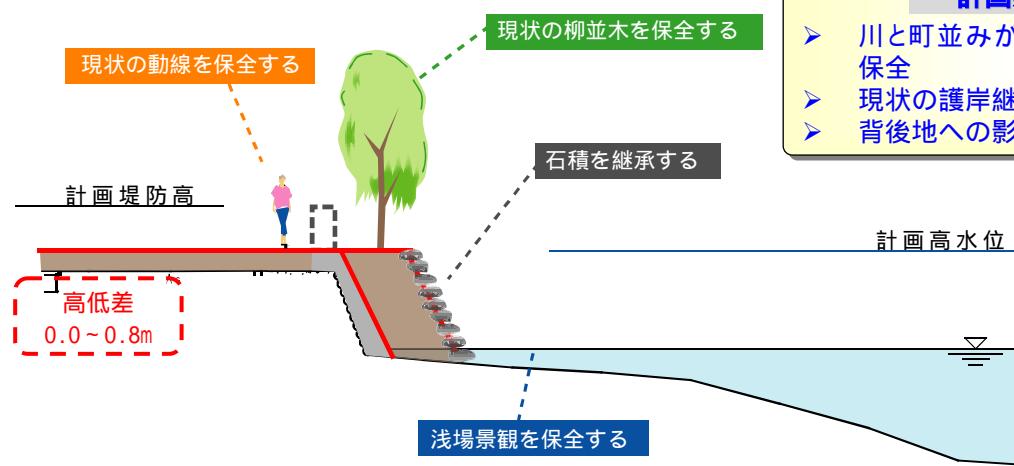 現状の柳並木を保全する
現状の動線を保全する
石積を継承する
計画堤防高
計画高水位
高低差
0.0~0.8m
浅場景観を保全する
計画
➢ 川と町並みか
保全
➢ 現状の護岸継
➢ 背後地への影